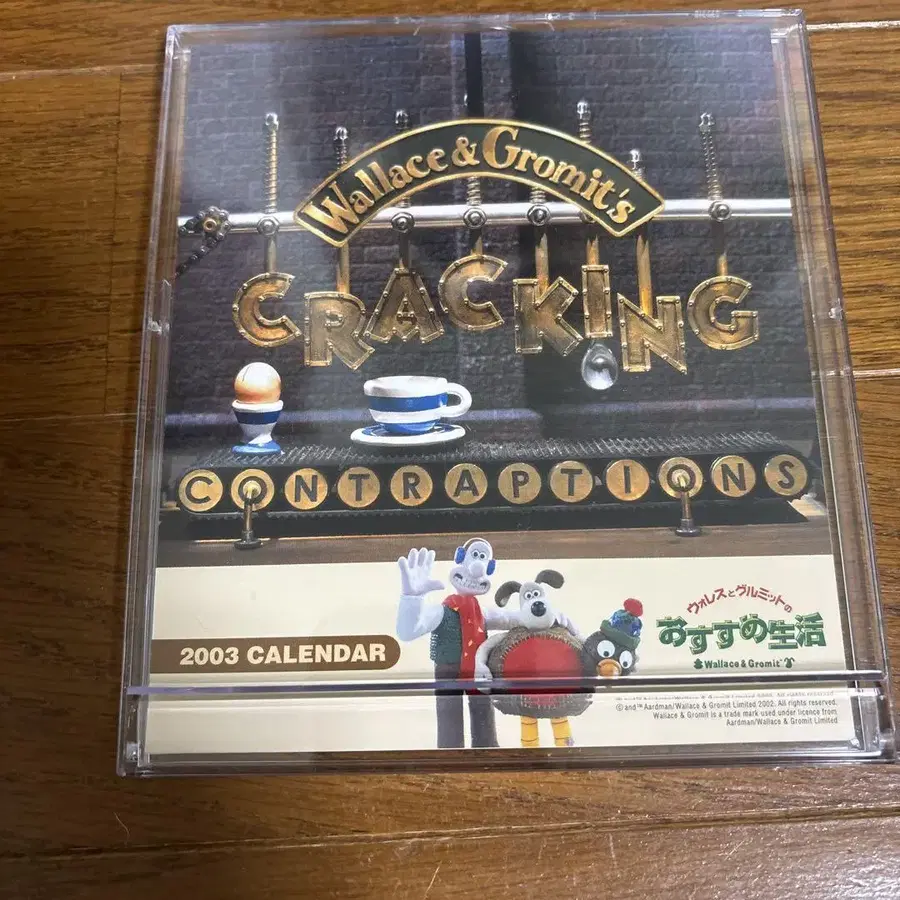 Wallace & Gromit's
CRACKING
CONTRAPTIONS
2003 CALENDAR
ウォレスとグルミットの
おすすめ生活
Wallace & Gromit™
© and ™ Aardman/Wallace & Gromit Limited 2002. All rights reserved.
Wallace & Gromit is a trade mark used under licence from
Aardman/Wallace & Gromit Limited